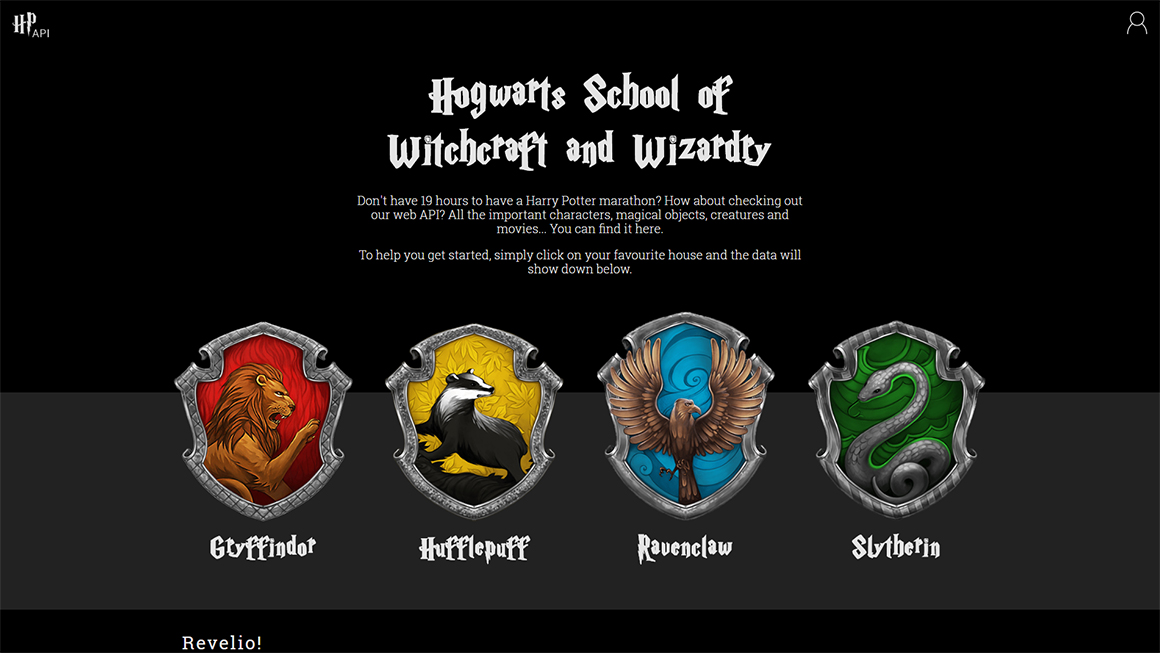 HP API
Hogwarts School of
Witchcraft and Wizardry
Don't have 19 hours to have a Harry Potter marathon? How about checking out
our web API? All the important characters, magical objects, creatures and
movies... You can find it here.
To help you get started, simply click on your favourite house and the data will
show down below.
Gryffindor
Hufflepuff
Ravenclaw
Slytherin
Revelio!